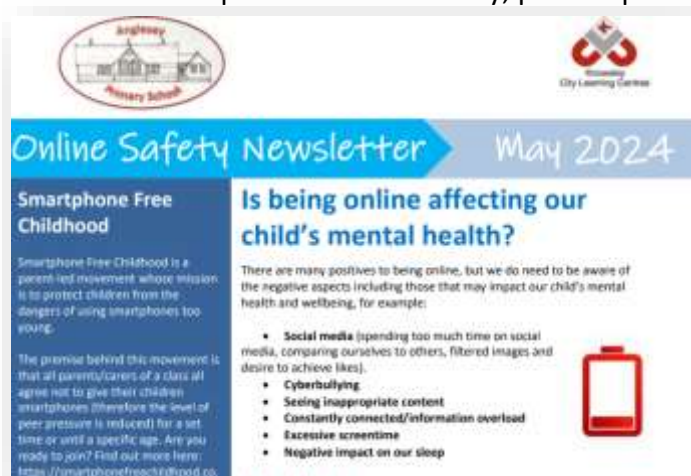 Anglesey
Primary School
Knowsley
City Learning Centres
Online Safety Newsletter May 2024
Smartphone Free
Childhood
Smartphone Free Childhood is a
parent-led movement whose mission
is to protect children from the
dangers of using smartphones too
young.
The premise behind this movement is
that all parents/carers of a class all
agree not to give their children
smartphones (therefore the level of
peer pressure is reduced) for a set
time or until a specific age. Are you
ready to join? Find out more here:
https://smartphonefreechildhood.co.
Is being online affecting our
child's mental health?
There are many positives to being online, but we do need to be aware of
the negative aspects including those that may impact our child's mental
health and wellbeing, for example:
• Social media (spending too much time on social
media, comparing ourselves to others, filtered images and
desire to achieve likes).
• Cyberbullying
• Seeing inappropriate content
• Constantly connected/information overload
• Excessive screentime
• Negative impact on our sleep